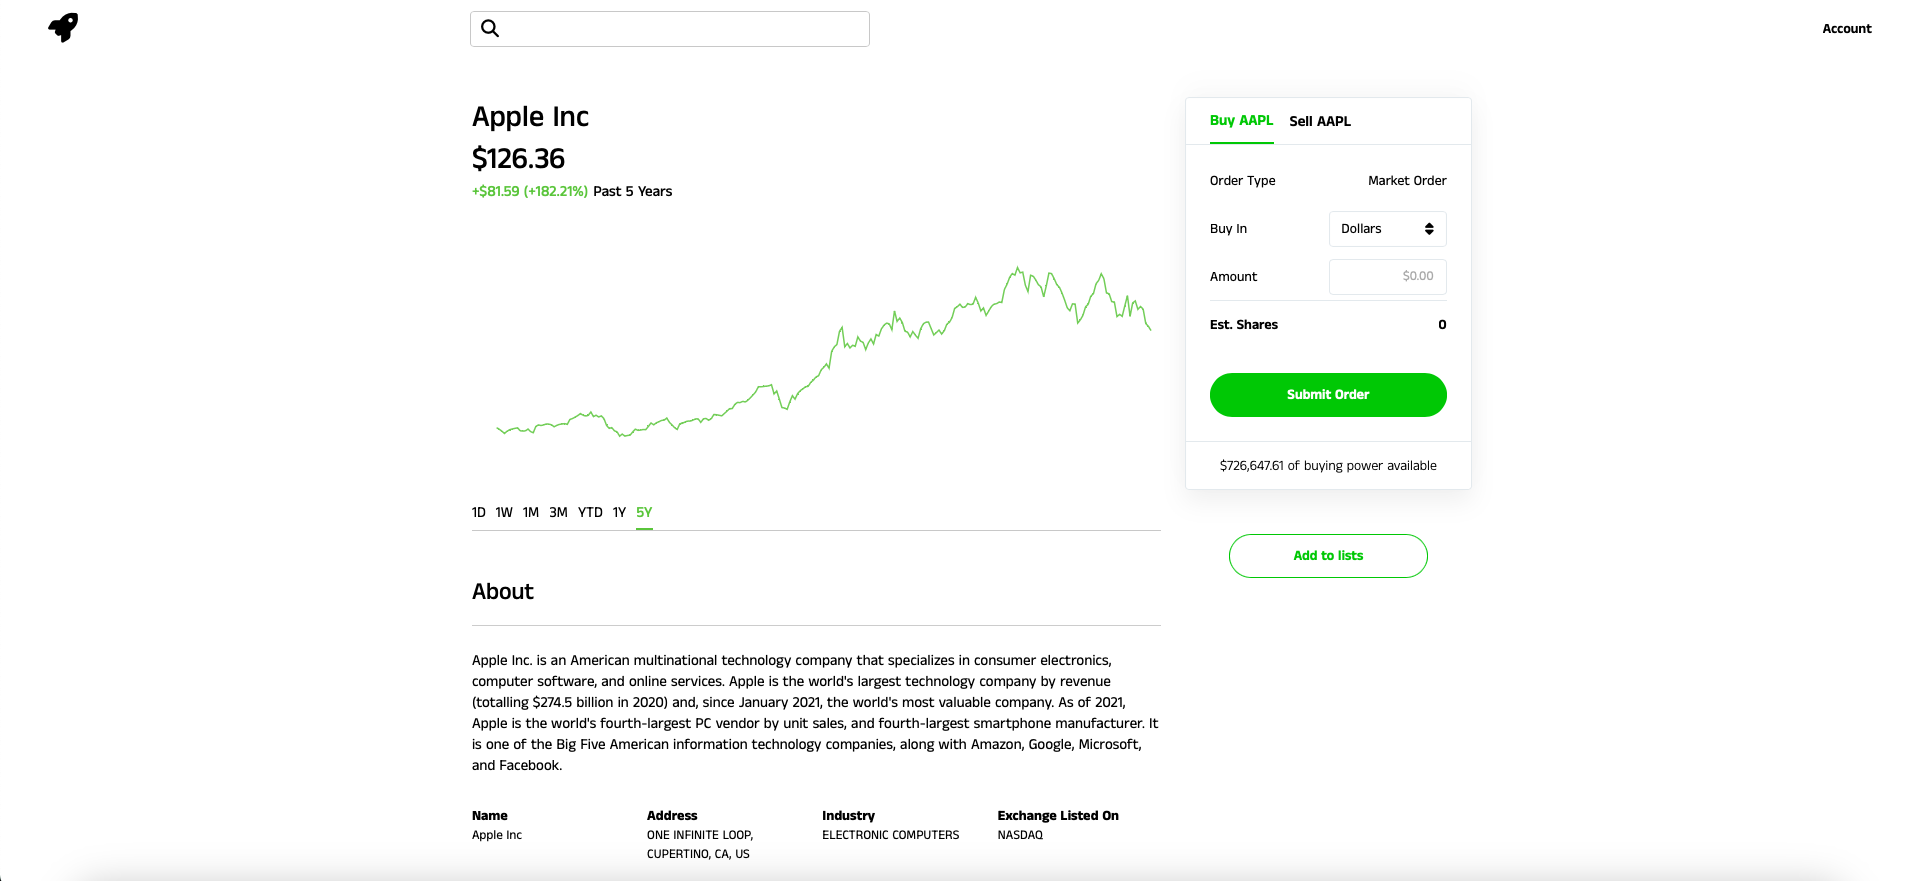 Account
Apple Inc
$126.36
+$81.59 (+182.21%) Past 5 Years
1D 1W 1M 3M YTD 1Y 5Y
About
Apple Inc. is an American multinational technology company that specializes in consumer electronics,
computer software, and online services. Apple is the world's largest technology company by revenue
(totalling $274.5 billion in 2020) and, since January 2021, the world's most valuable company. As of 2021,
Apple is the world's fourth-largest PC vendor by unit sales, and fourth-largest smartphone manufacturer. It
is one of the Big Five American information technology companies, along with Amazon, Google, Microsoft,
and Facebook.
Name
Apple Inc
Address
ONE INFINITE LOOP,
CUPERTINO, CA, US
Industry
ELECTRONIC COMPUTERS
Exchange Listed On
NASDAQ
Buy AAPL Sell AAPL
Order Type Market Order
Buy In Dollars
Amount $0.00
Est. Shares 0
Submit Order
$726,647.61 of buying power available
Add to lists